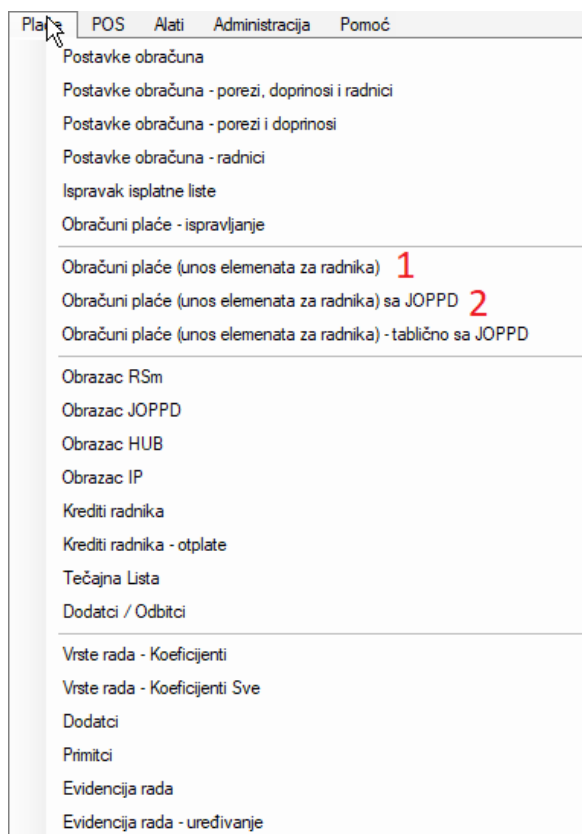 Plaće POS Alati Administracija Pomoć
Postavke obračuna
Postavke obračuna - porezi, doprinosi i radnici
Postavke obračuna - porezi i doprinosi
Postavke obračuna - radnici
Ispravak isplatne liste
Obračuni plaće - ispravljanje
Obračuni plaće (unos elemenata za radnika) 1
Obračuni plaće (unos elemenata za radnika) sa JOPPD 2
Obračuni plaće (unos elemenata za radnika) - tablično sa JOPPD
Obrazac RSm
Obrazac JOPPD
Obrazac HUB
Obrazac IP
Krediti radnika
Krediti radnika - otplate
Tečajna Lista
Dodatci / Odbitci
Vrste rada - Koeficijenti
Vrste rada - Koeficijenti Sve
Dodatci
Primitci
Evidencija rada
Evidencija rada - uređivanje